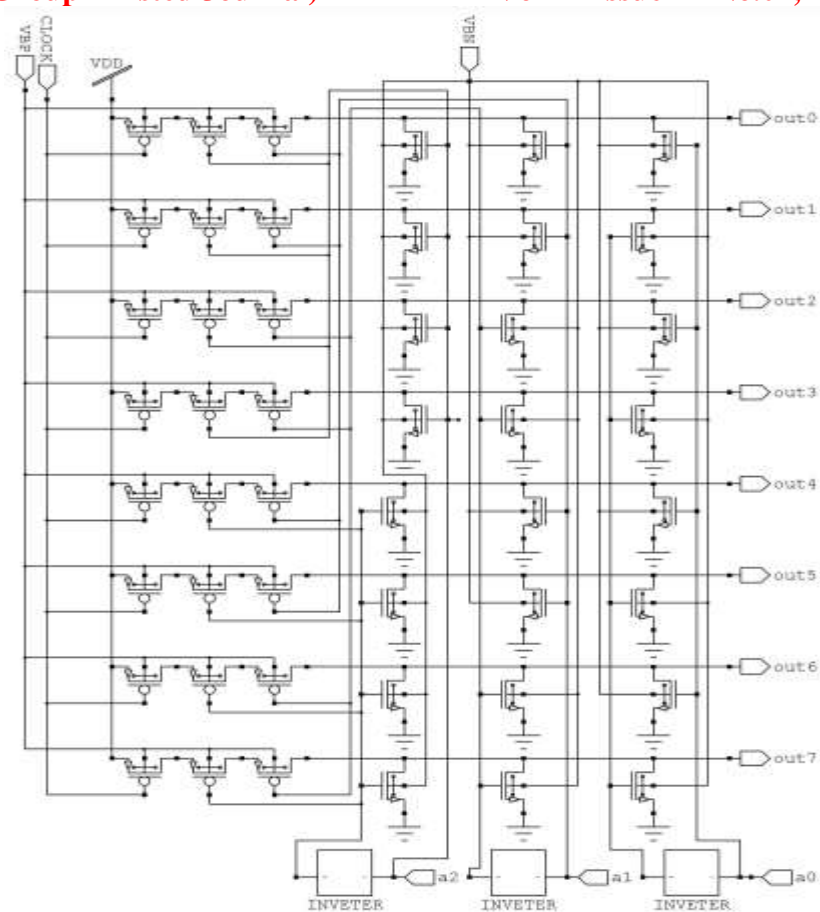 VBP
CLOCK
VDD
VBN
out0
out1
out2
out3
out4
out5
out6
out7
a2
a1
a0
INVETER
INVETER
INVETER